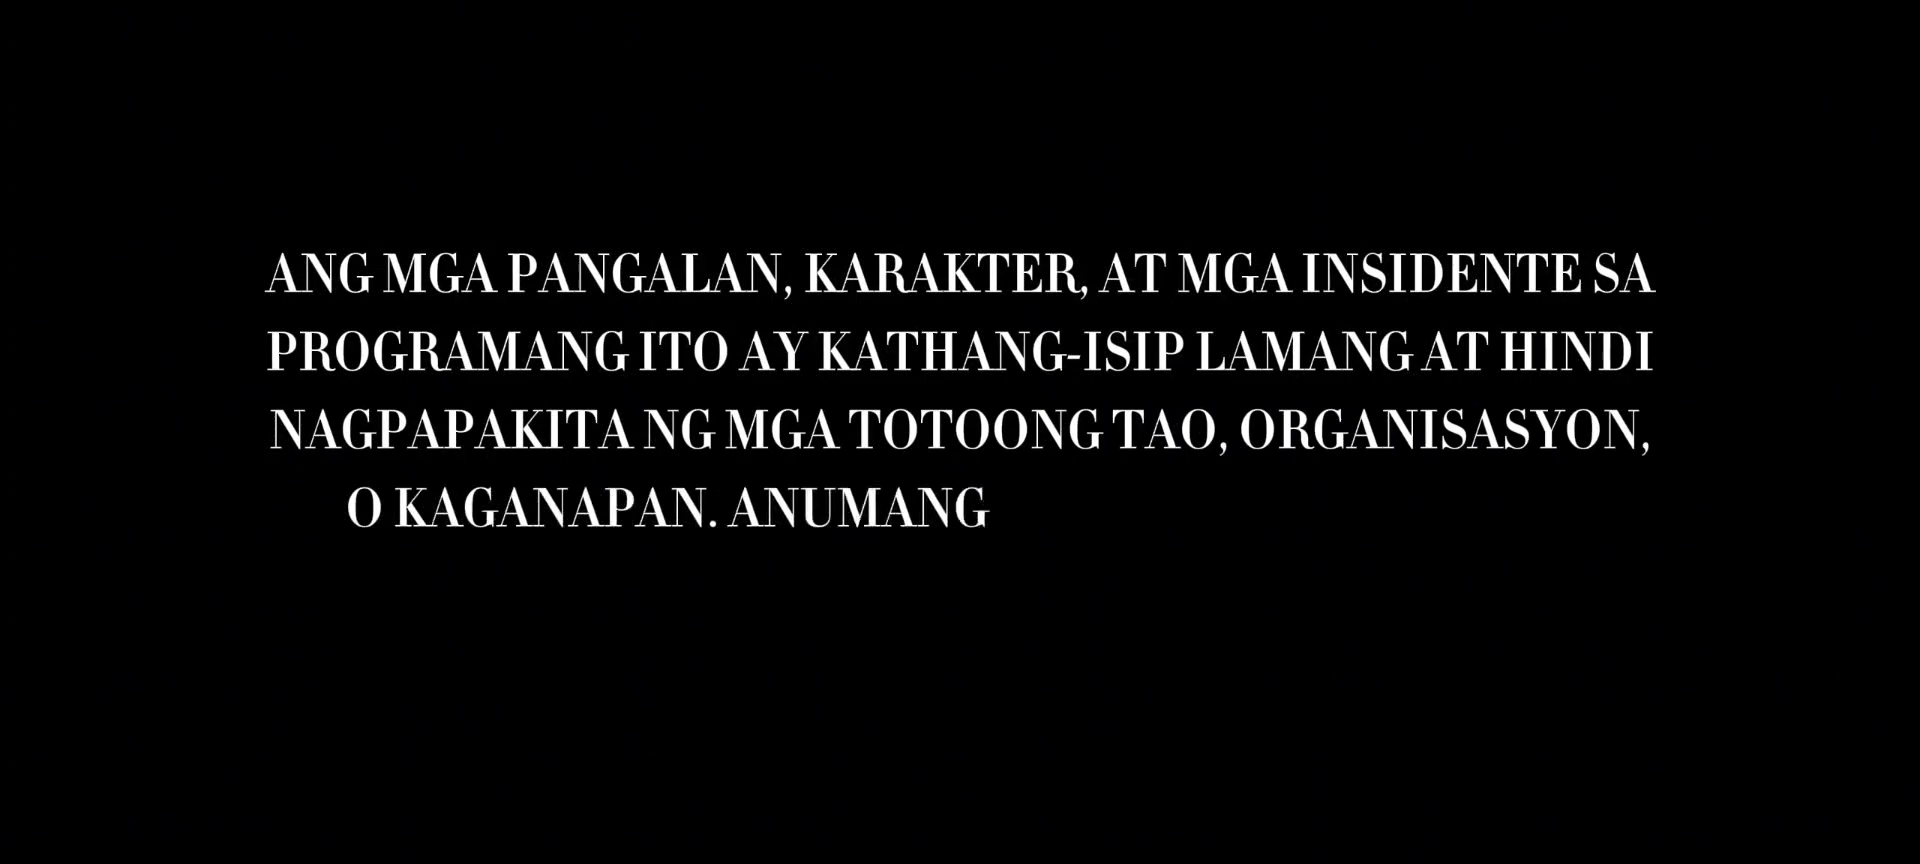 ANG MGA PANGALAN, KARAKTER, AT MGA INSIDENTE SA
PROGRAMANG ITO AY KATHANG-ISIP LAMANG AT HINDI
NAGPAPAKITA NG MGA TOTOONG TAO, ORGANISASYON,
O KAGANAPAN. ANUMANG